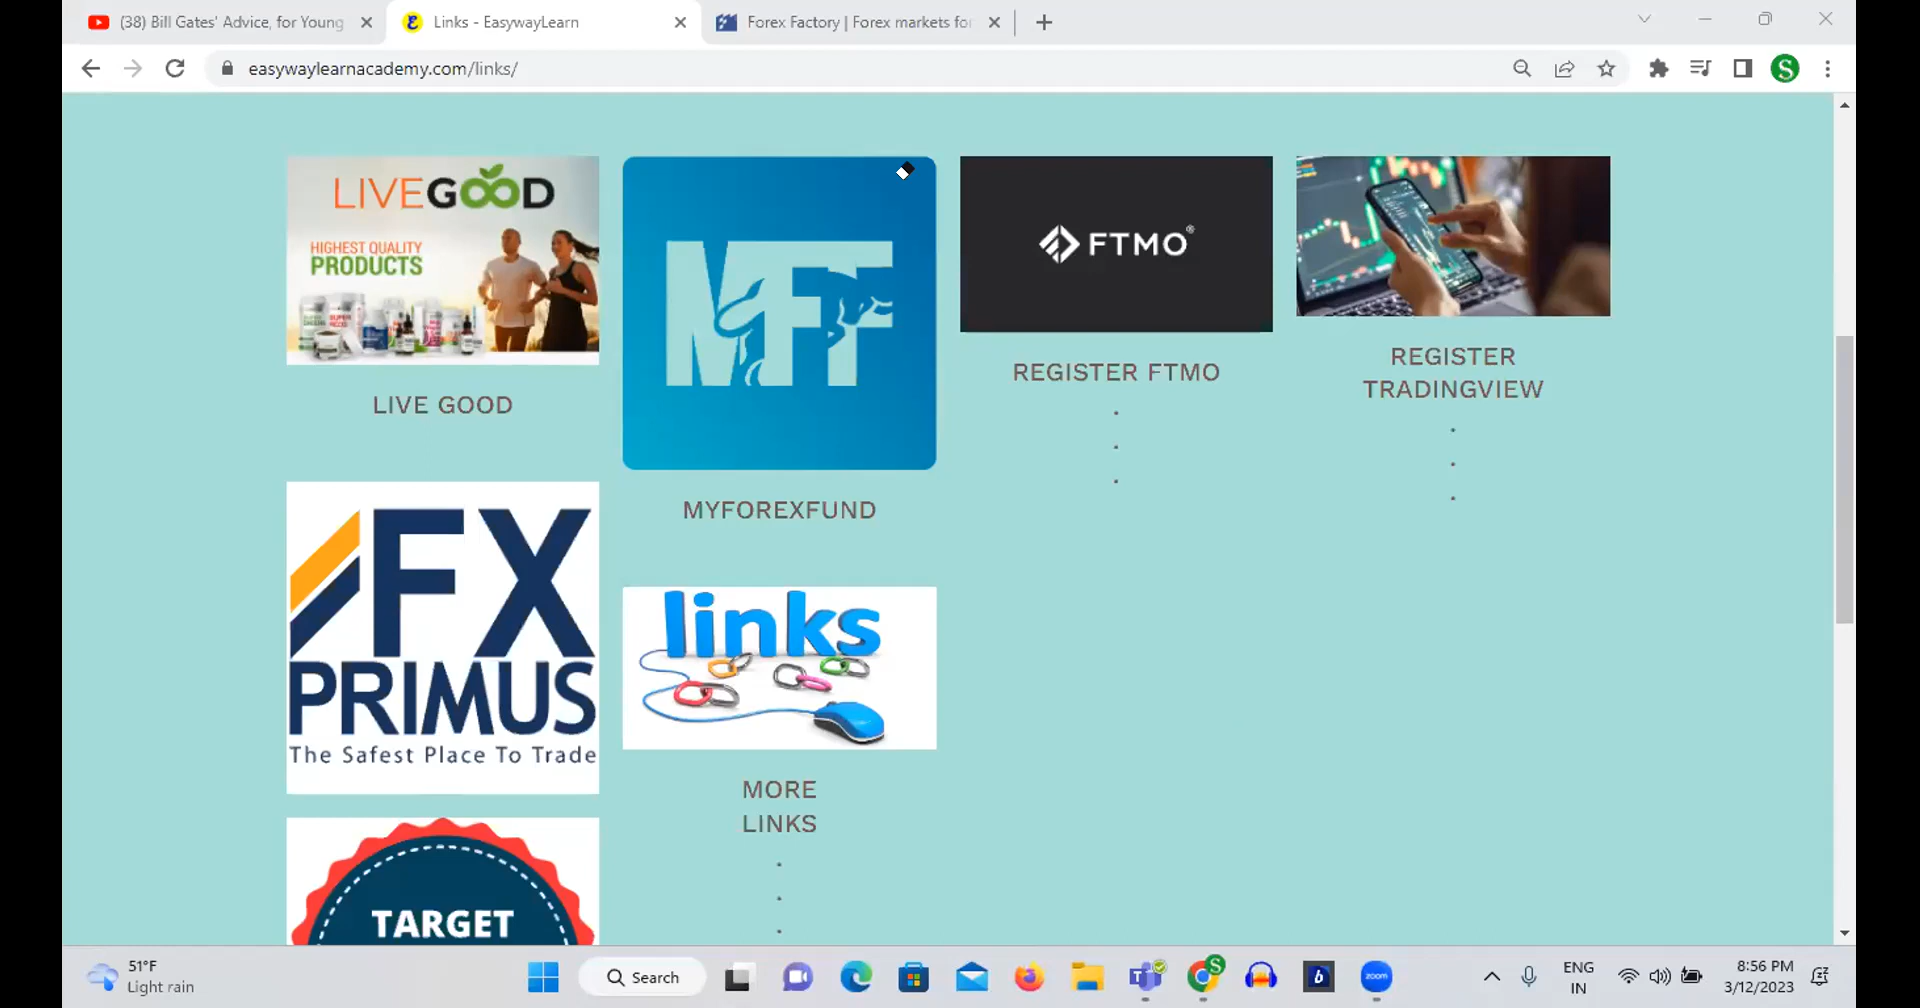 (38) Bill Gates' Advice, for Young
Links - EasywayLearn
Forex Factory | Forex markets for
easywaylearnacademy.com/links/
S
LIVEGOOD
HIGHEST QUALITY
PRODUCTS
LIVE GOOD
MFF
MYFOREXFUND
FTMO®
REGISTER FTMO
REGISTER
TRADINGVIEW
FX
PRIMUS
The Safest Place To Trade
links
MORE
LINKS
TARGET
51°F
Light rain
Search
S
b
zoom
ENG
IN
8:56 PM
3/12/2023